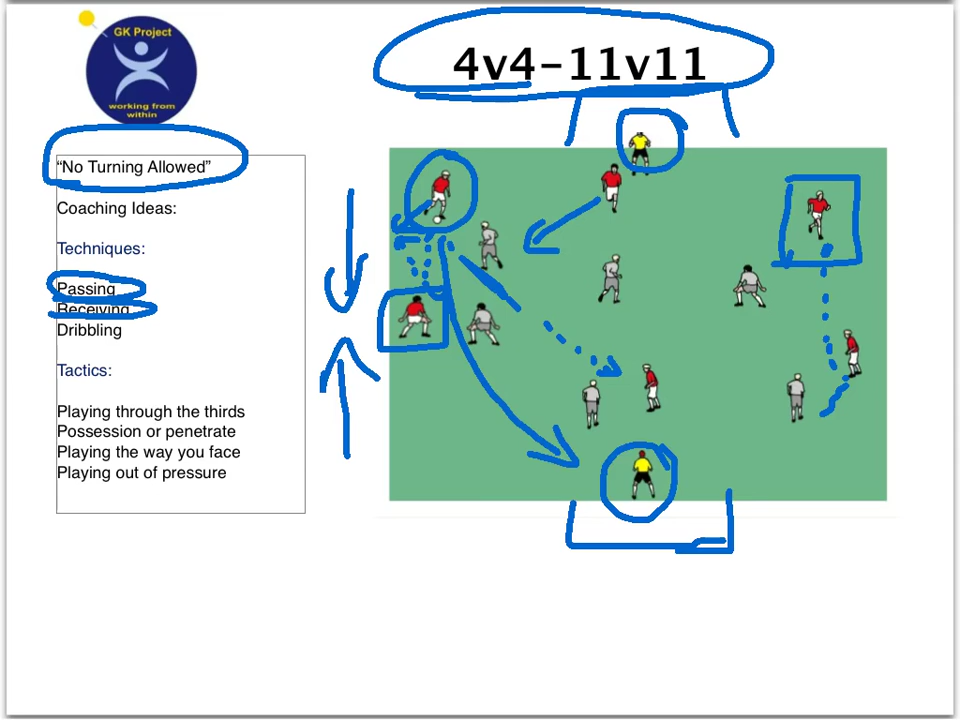 GK Project
working from
within
4v4-11v11
“No Turning Allowed”
Coaching Ideas:
Techniques:
Passing
Receiving
Dribbling
Tactics:
Playing through the thirds
Possession or penetrate
Playing the way you face
Playing out of pressure